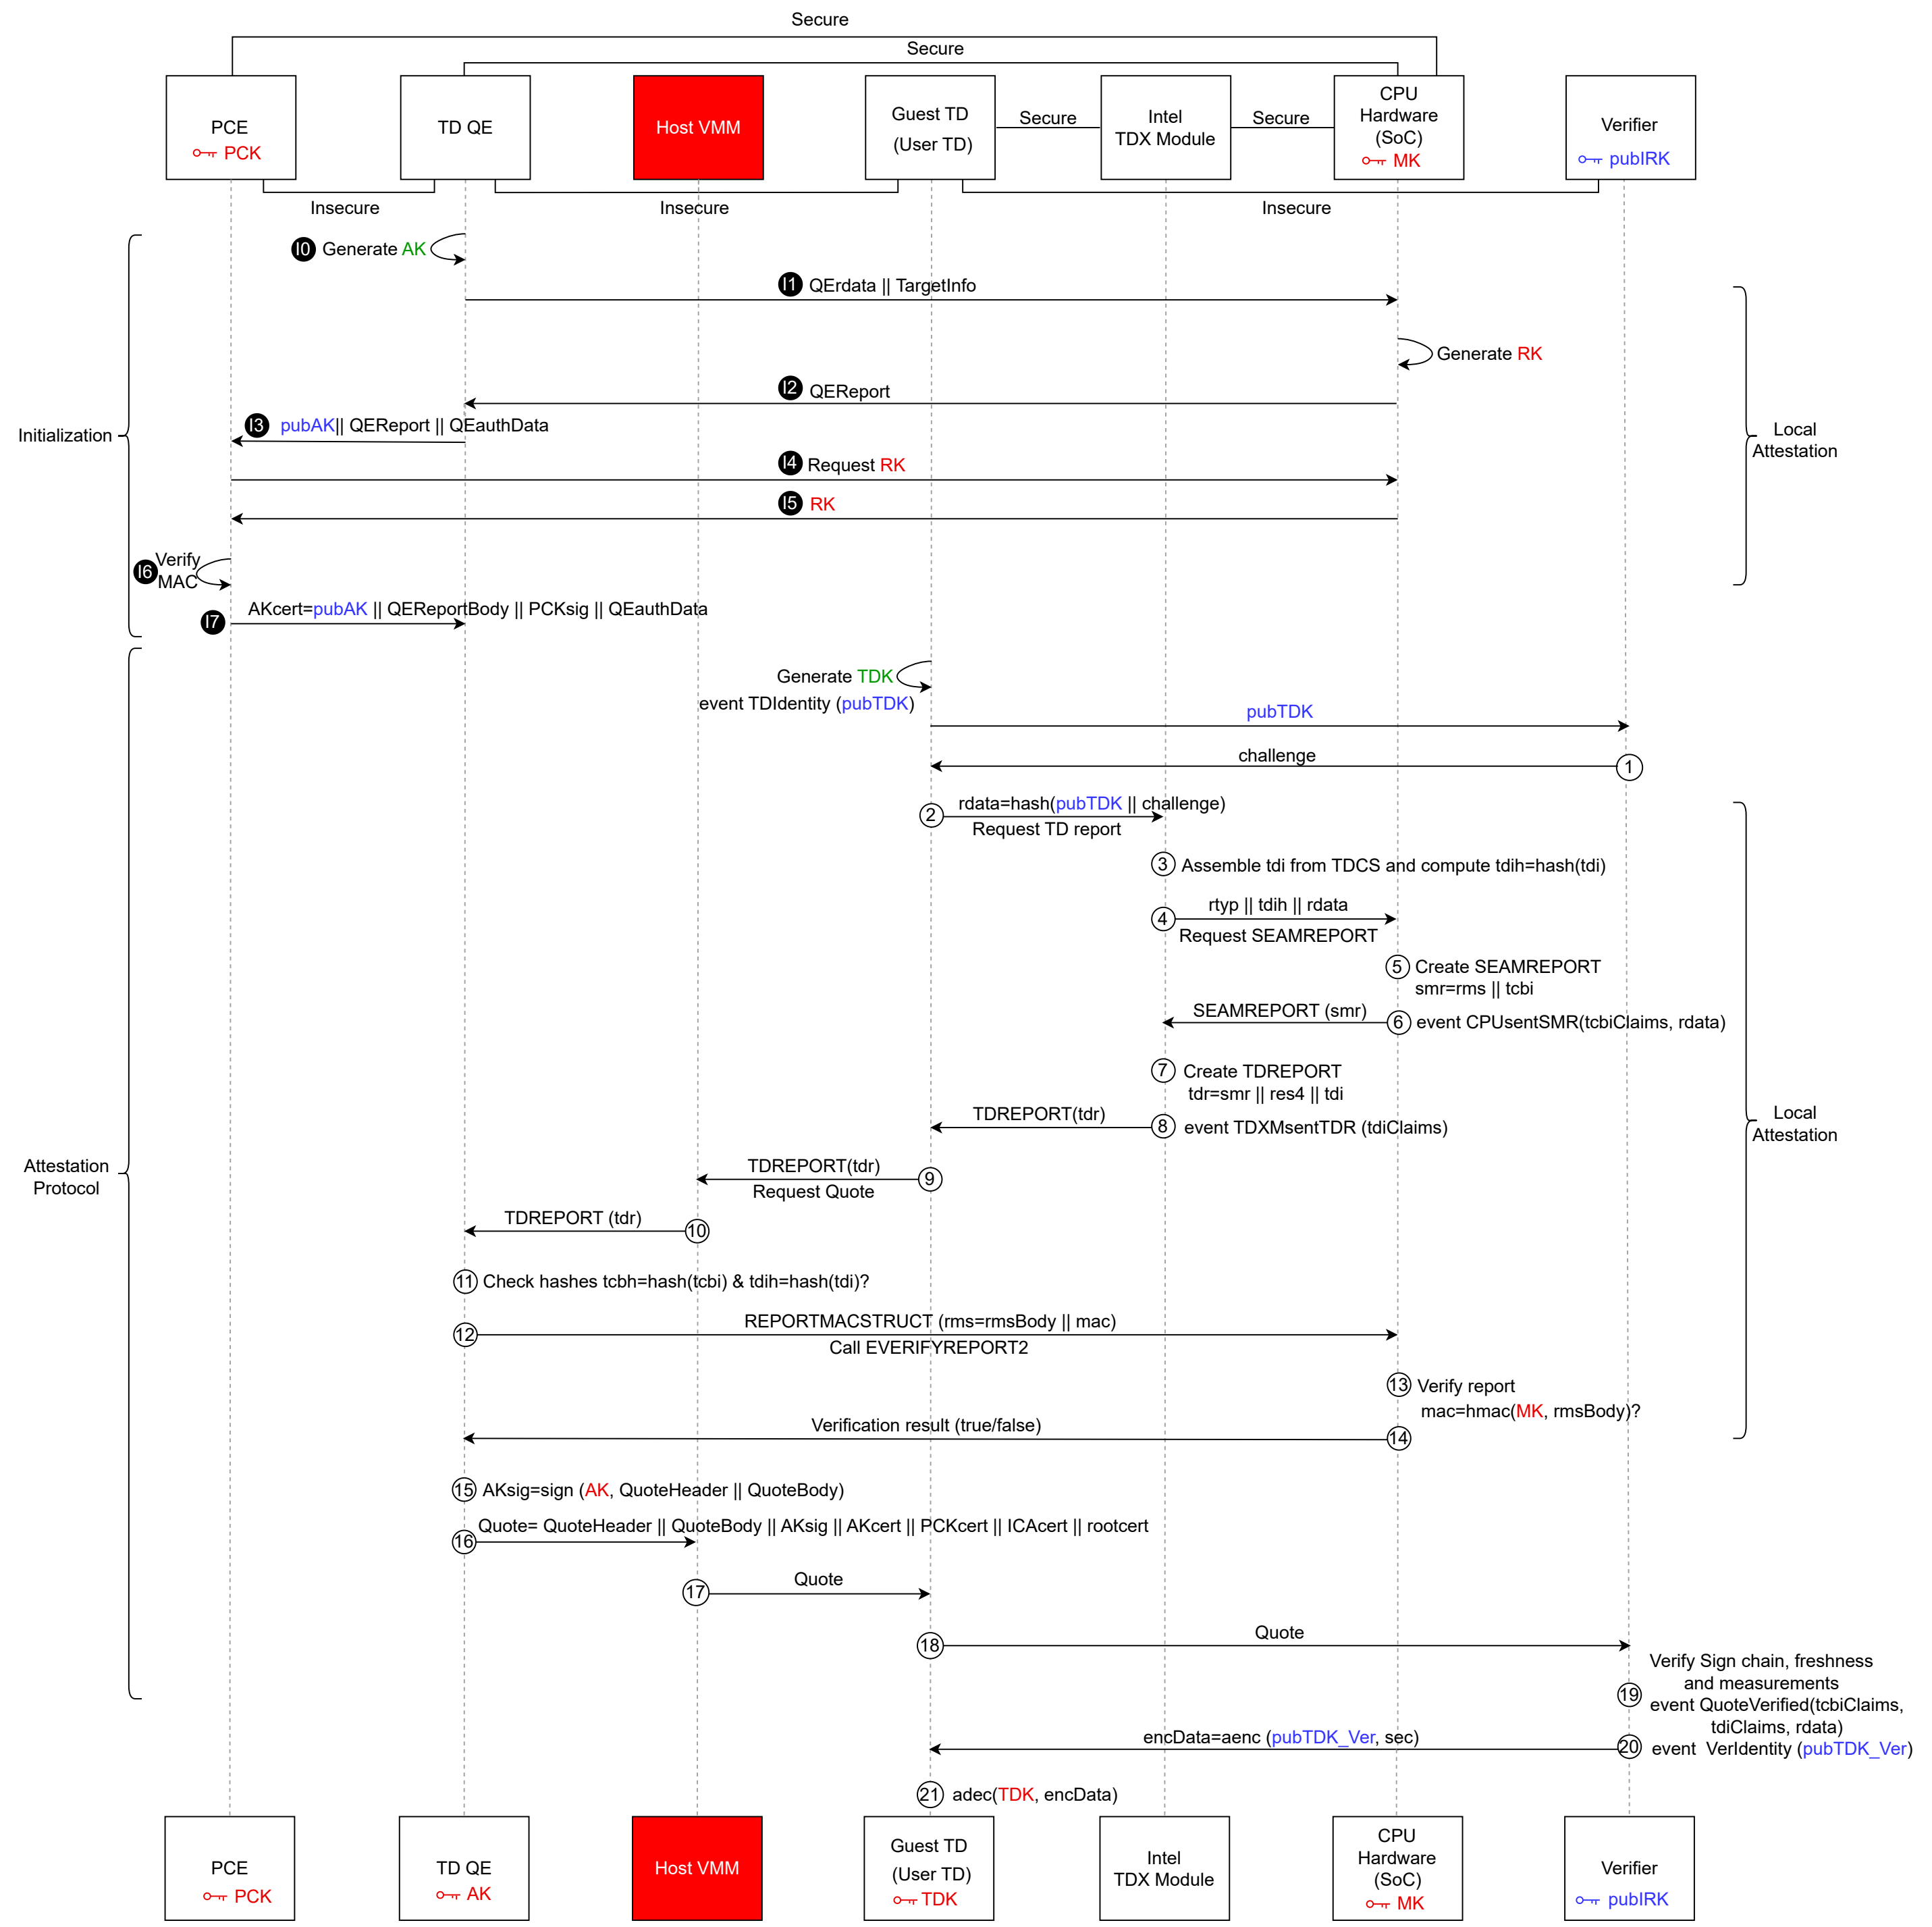 Secure
Secure
PCE
PCK
TD QE
Host VMM
Guest TD
(User TD)
Secure
Intel
TDX Module
Secure
CPU
Hardware
(SoC)
MK
Verifier
pubIRK
Insecure
Insecure
Insecure
I0 Generate AK
I1 QErdata || TargetInfo
Generate RK
I2 QEReport
I3 pubAK|| QEReport || QEauthData
Initialization
Local
Attestation
I4 Request RK
I5 RK
I6 Verify
MAC
I7 AKcert=pubAK || QEReportBody || PCKsig || QEauthData
Generate TDK
event TDIdentity (pubTDK)
pubTDK
challenge
1
2 rdata=hash(pubTDK || challenge)
Request TD report
3 Assemble tdi from TDCS and compute tdih=hash(tdi)
4 rtyp || tdih || rdata
Request SEAMREPORT
5 Create SEAMREPORT
smr=rms || tcbi
SEAMREPORT (smr)
6 event CPUsentSMR(tcbiClaims, rdata)
7 Create TDREPORT
tdr=smr || res4 || tdi
TDREPORT(tdr)
8 event TDXMsentTDR (tdiClaims)
Local
Attestation
Attestation
Protocol
TDREPORT(tdr)
9
Request Quote
TDREPORT (tdr)
10
11 Check hashes tcbh=hash(tcbi) & tdih=hash(tdi)?
12 REPORTMACSTRUCT (rms=rmsBody || mac)
Call EVERIFYREPORT2
13 Verify report
mac=hmac(MK, rmsBody)?
Verification result (true/false)
14
15 AKsig=sign (AK, QuoteHeader || QuoteBody)
16 Quote= QuoteHeader || QuoteBody || AKsig || AKcert || PCKcert || ICAcert || rootcert
17 Quote
18 Quote
Verify Sign chain, freshness
and measurements
19 event QuoteVerified(tcbiClaims,
tdiClaims, rdata)
encData=aenc (pubTDK_Ver, sec)
20 event VerIdentity (pubTDK_Ver)
21 adec(TDK, encData)
PCE
PCK
TD QE
AK
Host VMM
Guest TD
(User TD)
TDK
Intel
TDX Module
CPU
Hardware
(SoC)
MK
Verifier
pubIRK